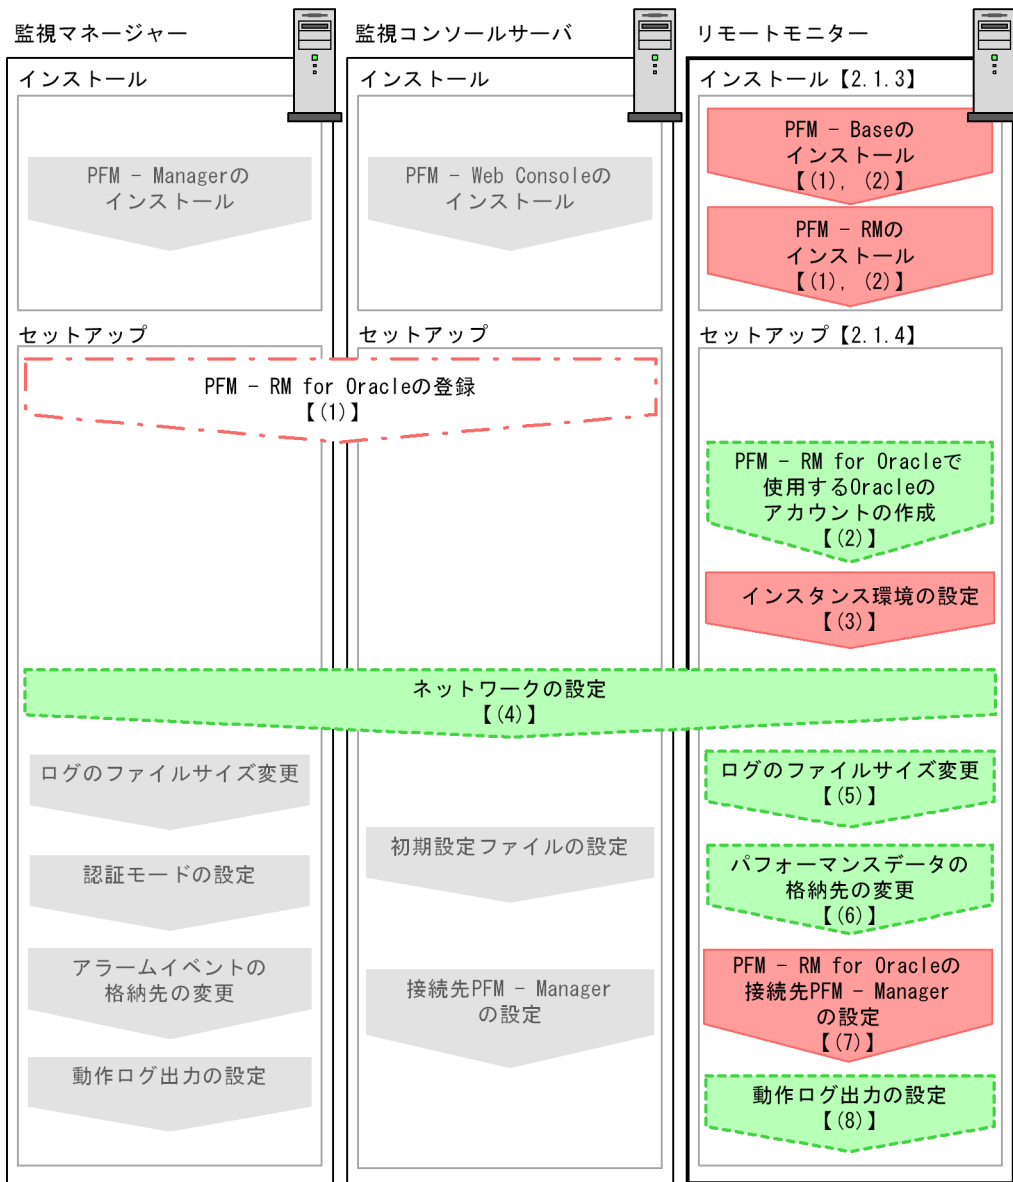 監視マネージャー
インストール
PFM - Managerの
インストール
セットアップ
監視コンソールサーバ
インストール
PFM - Web Consoleの
インストール
セットアップ
リモートモニター
インストール【2.1.3】
PFM - Baseの
インストール
【(1), (2)】
PFM - RMの
インストール
【(1), (2)】
セットアップ【2.1.4】
PFM - RM for Oracleの登録
【(1)】
PFM - RM for Oracleで
使用するOracleの
アカウントの作成
【(2)】
インスタンス環境の設定
【(3)】
ネットワークの設定
【(4)】
ログのファイルサイズ変更
認証モードの設定
アラームイベントの
格納先の変更
動作ログ出力の設定
初期設定ファイルの設定
接続先PFM - Manager
の設定
ログのファイルサイズ変更
【(5)】
パフォーマンスデータの
格納先の変更
【(6)】
PFM - RM for Oracleの
接続先PFM - Manager
の設定
【(7)】
動作ログ出力の設定
【(8)】